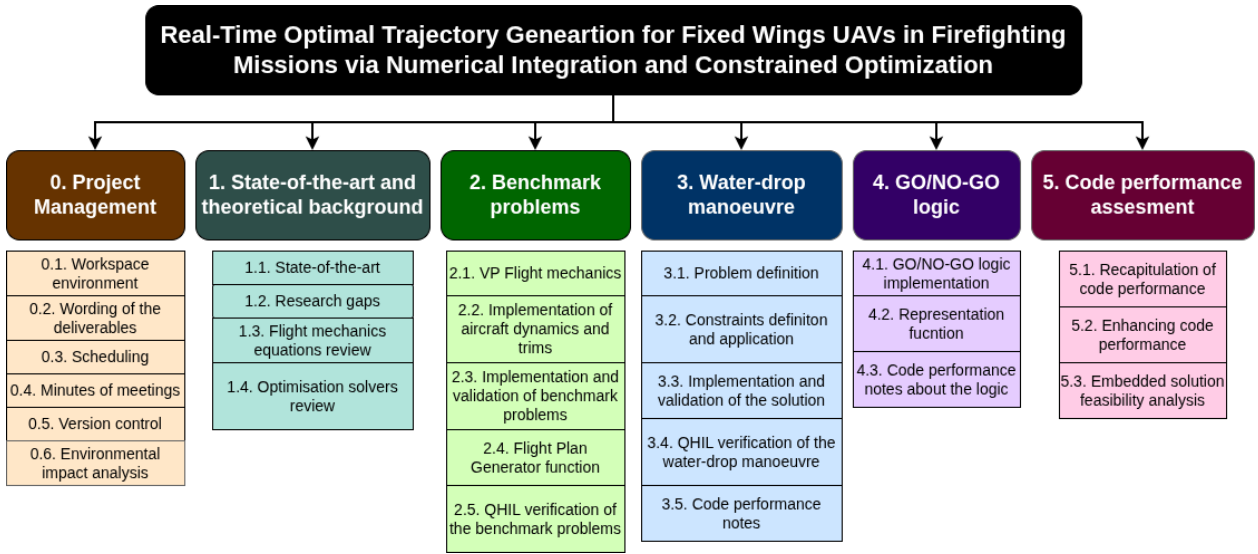 Real-Time Optimal Trajectory Geneartion for Fixed Wings UAVs in Firefighting
Missions via Numerical Integration and Constrained Optimization
0. Project
Management
0.1. Workspace
environment
0.2. Wording of the
deliverables
0.3. Scheduling
0.4. Minutes of meetings
0.5. Version control
0.6. Environmental
impact analysis
1. State-of-the-art and
theoretical background
1.1. State-of-the-art
1.2. Research gaps
1.3. Flight mechanics
equations review
1.4. Optimisation solvers
review
2. Benchmark
problems
2.1. VP Flight mechanics
2.2. Implementation of
aircraft dynamics and
trims
2.3. Implementation and
validation of benchmark
problems
2.4. Flight Plan
Generator function
2.5. QHIL verification of
the benchmark problems
3. Water-drop
manoeuvre
3.1. Problem definition
3.2. Constraints definiton
and application
3.3. Implementation and
validation of the solution
3.4. QHIL verification of the
water-drop manoeuvre
3.5. Code performance
notes
4. GO/NO-GO
logic
4.1. GO/NO-GO logic
implementation
4.2. Representation
fucntion
4.3. Code performance
notes about the logic
5. Code performance
assesment
5.1. Recapitulation of
code performance
5.2. Enhancing code
performance
5.3. Embedded solution
feasibility analysis